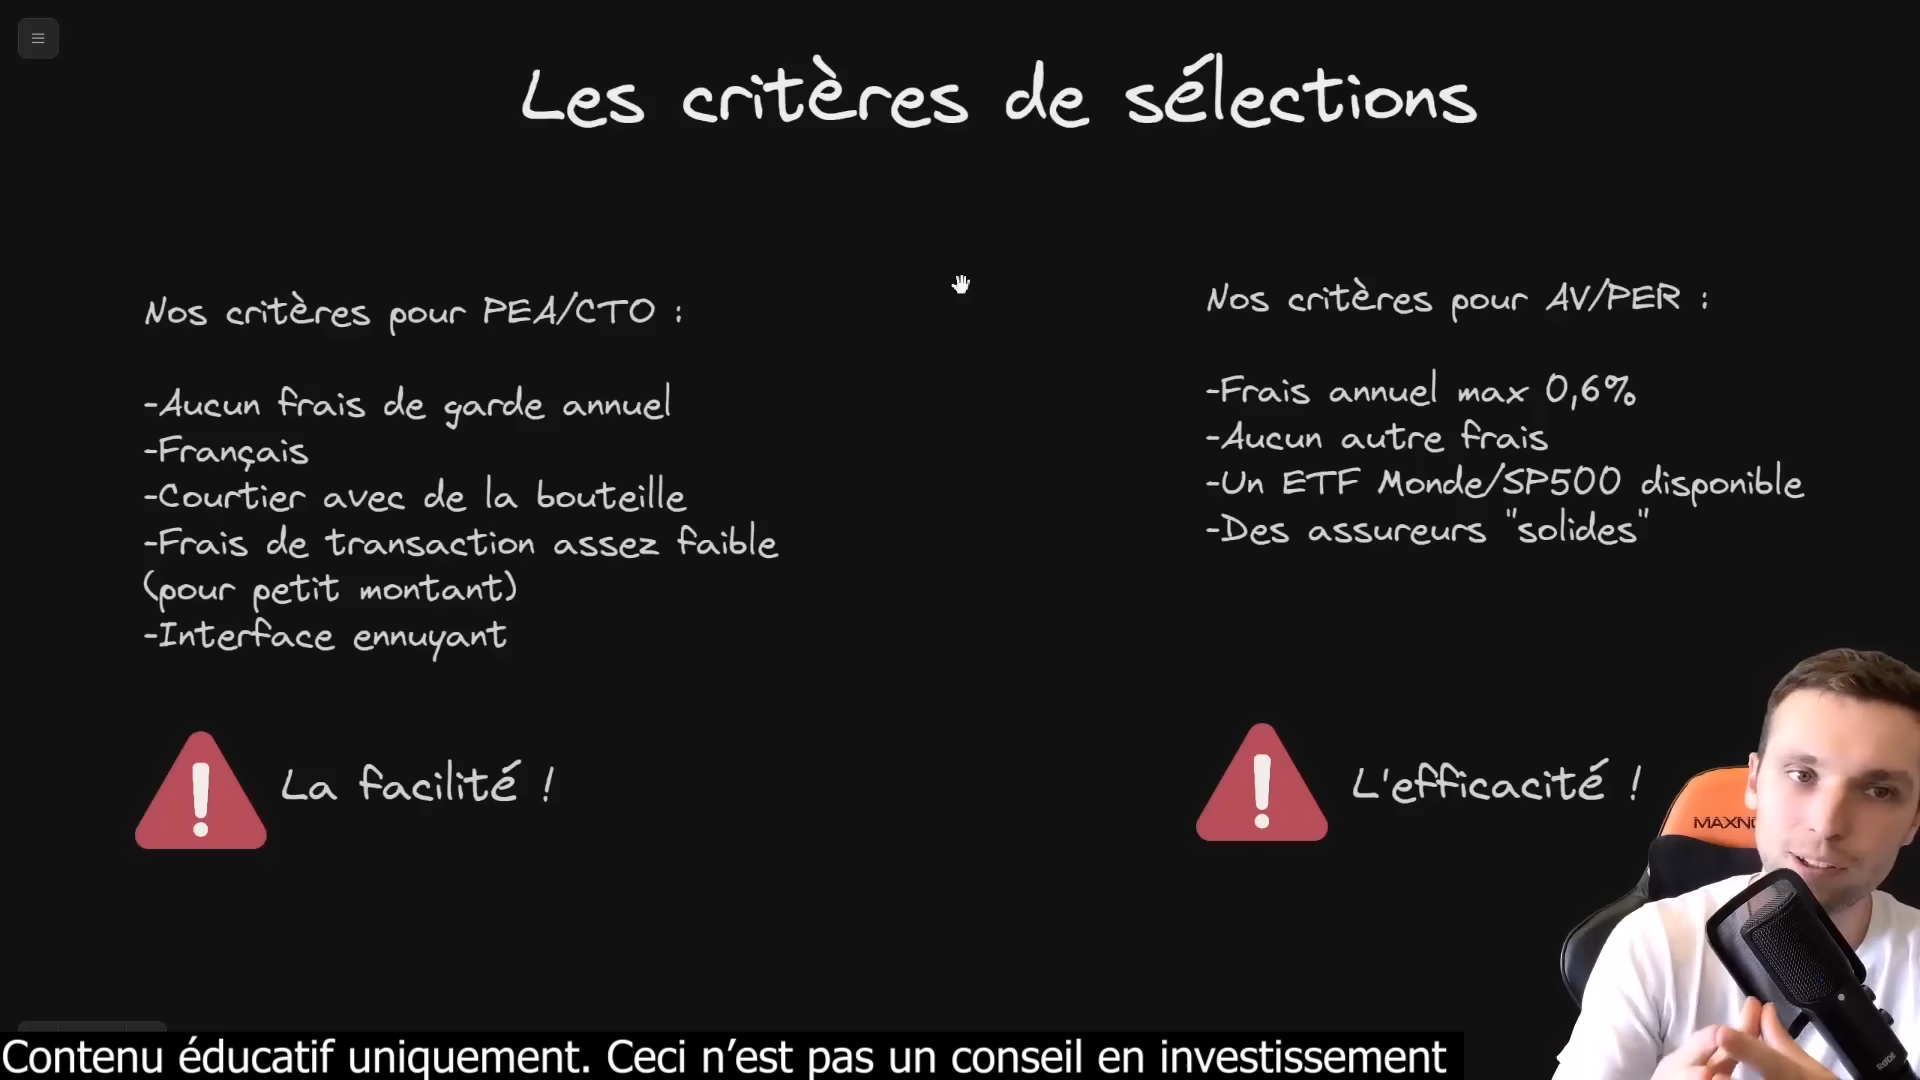 Les critères de sélections
Nos critères pour PEA/CTO :
-Aucun frais de garde annuel
-Français
-Courtier avec de la bouteille
-Frais de transaction assez faible
(pour petit montant)
-Interface ennuyant
La facilité !
Nos critères pour AV/PER :
-Frais annuel max 0,6%
-Aucun autre frais
-Un ETF Monde/SP500 disponible
-Des assureurs "solides"
L'efficacité !
RØDE
Contenu éducatif uniquement. Ceci n’est pas un conseil en investissement